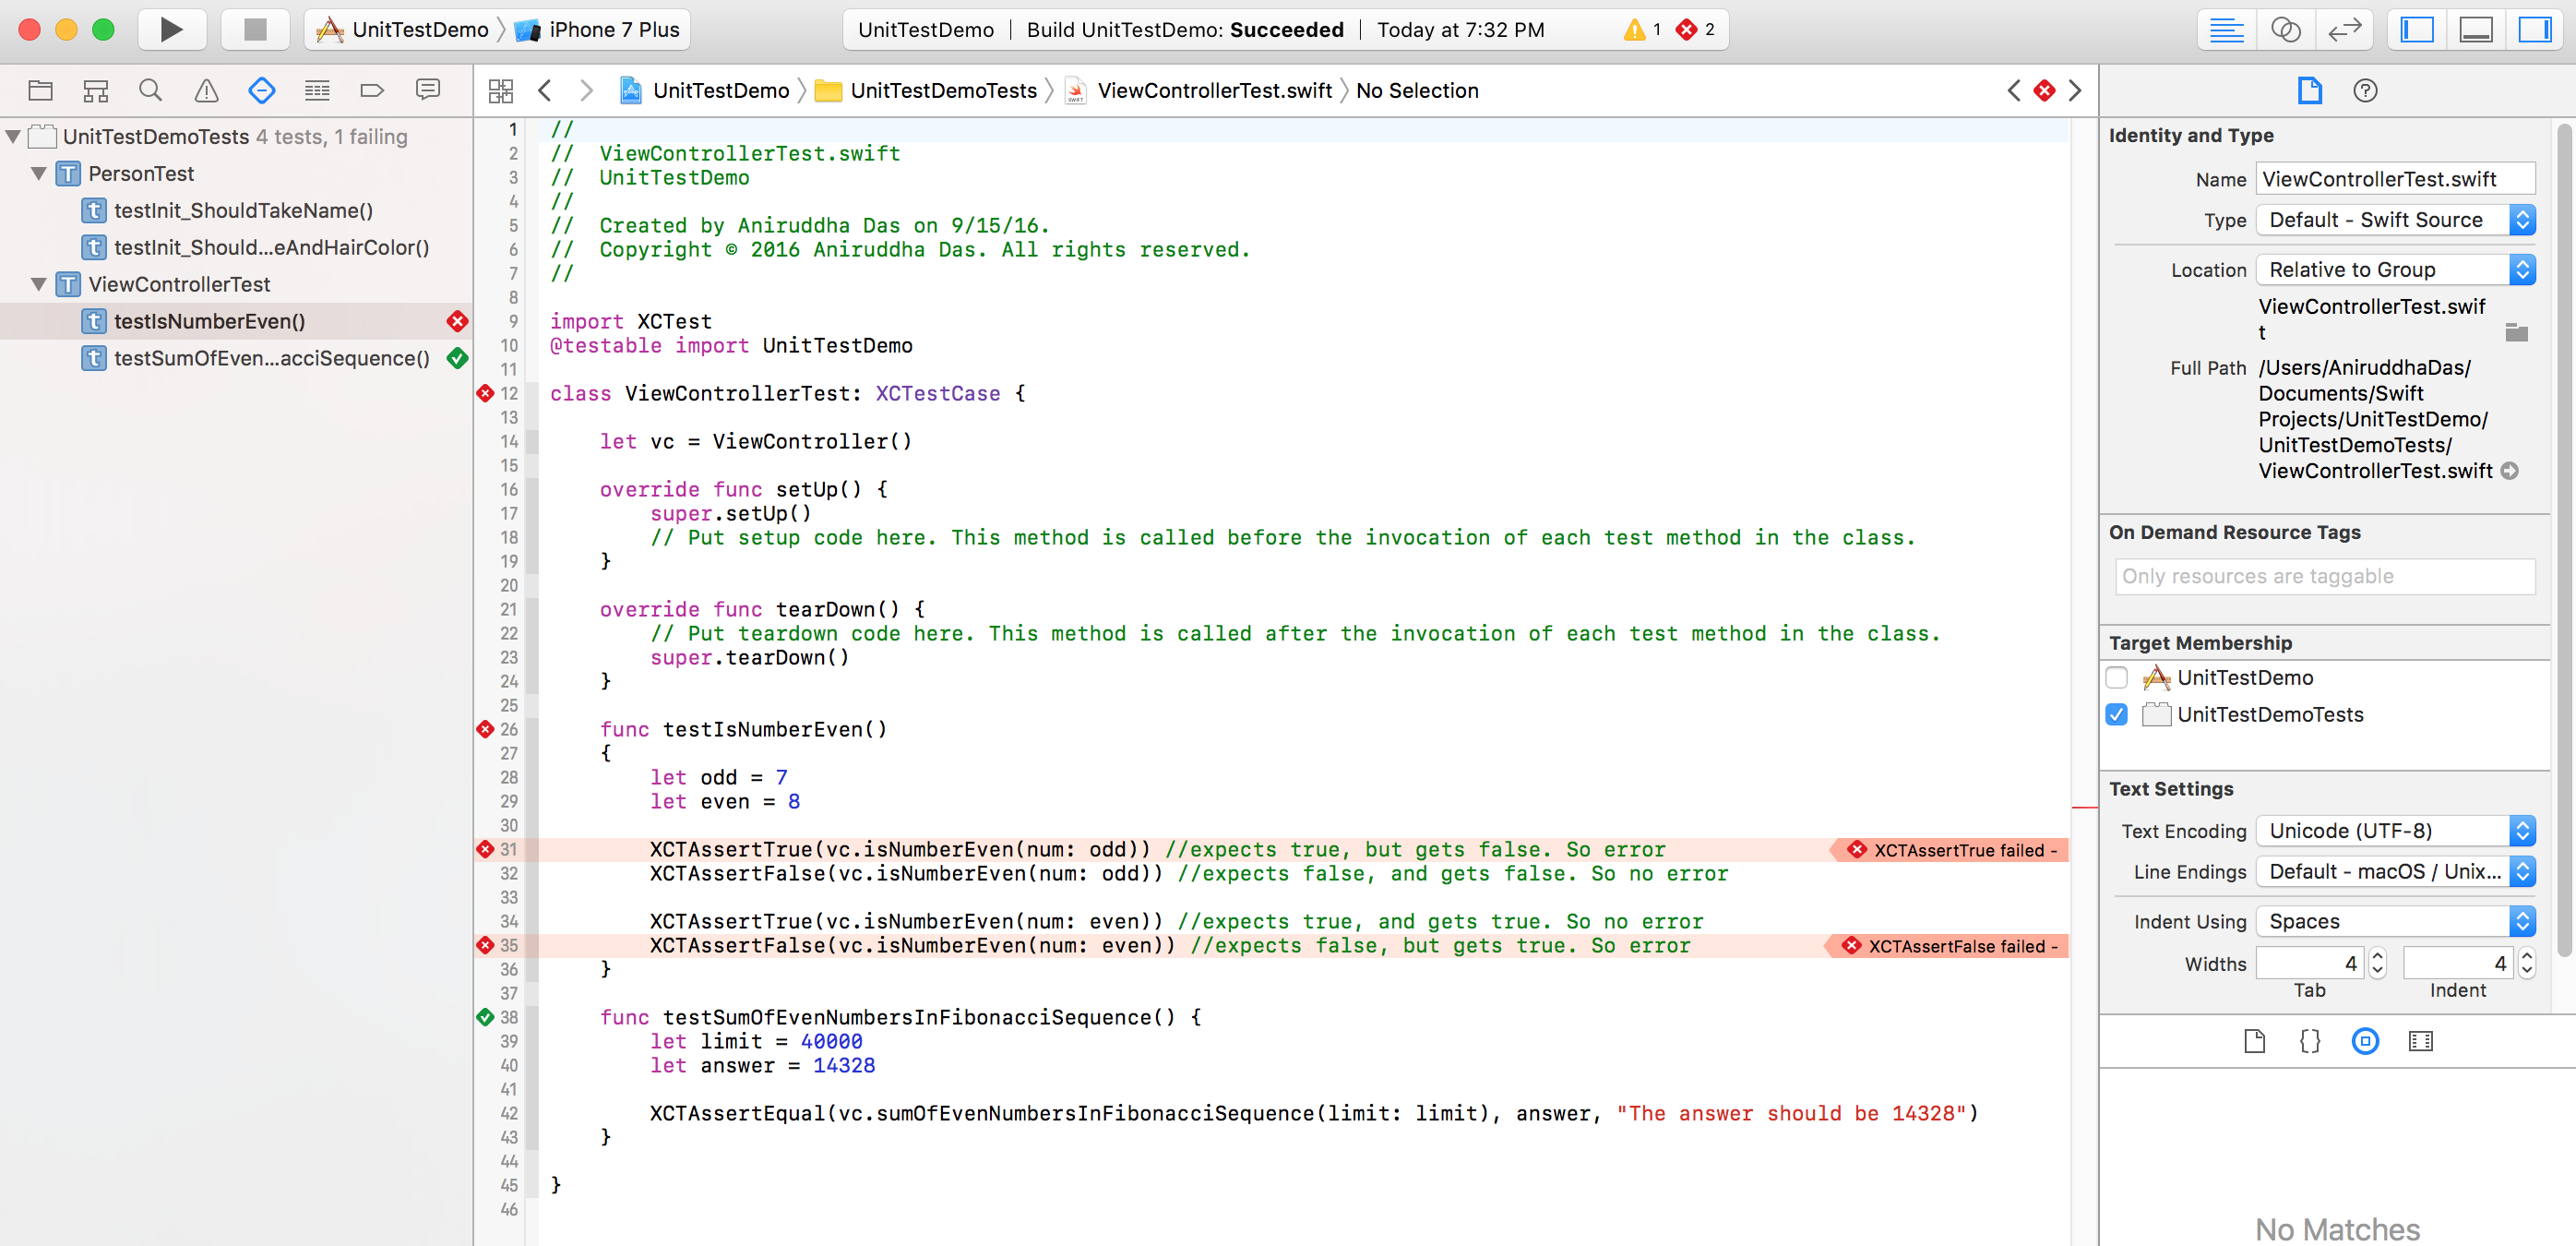 UnitTestDemo iPhone 7 Plus
UnitTestDemo Build UnitTestDemo: Succeeded Today at 7:32 PM 1 2
UnitTestDemo UnitTestDemoTests ViewControllerTest.swift No Selection
UnitTestDemoTests 4 tests, 1 failing
PersonTest
testInit_ShouldTakeName()
testInit_Should...eAndHairColor()
ViewControllerTest
testIsNumberEven()
testSumOfEven...acciSequence()
1 //
2 //  ViewControllerTest.swift
3 //  UnitTestDemo
4 //
5 //  Created by Aniruddha Das on 9/15/16.
6 //  Copyright © 2016 Aniruddha Das. All rights reserved.
7 //
8
9 import XCTest
10 @testable import UnitTestDemo
11
12 class ViewControllerTest: XCTestCase {
13
14     let vc = ViewController()
15
16     override func setUp() {
17         super.setUp()
18         // Put setup code here. This method is called before the invocation of each test method in the class.
19     }
20
21     override func tearDown() {
22         // Put teardown code here. This method is called after the invocation of each test method in the class.
23         super.tearDown()
24     }
25
26     func testIsNumberEven()
27     {
28         let odd = 7
29         let even = 8
30
31         XCTAssertTrue(vc.isNumberEven(num: odd)) //expects true, but gets false. So error XCTAssertTrue failed -
32         XCTAssertFalse(vc.isNumberEven(num: odd)) //expects false, and gets false. So no error
33
34         XCTAssertTrue(vc.isNumberEven(num: even)) //expects true, and gets true. So no error
35         XCTAssertFalse(vc.isNumberEven(num: even)) //expects false, but gets true. So error XCTAssertFalse failed -
36     }
37
38     func testSumOfEvenNumbersInFibonacciSequence() {
39         let limit = 40000
40         let answer = 14328
41
42         XCTAssertEqual(vc.sumOfEvenNumbersInFibonacciSequence(limit: limit), answer, "The answer should be 14328")
43     }
44
45 }
46
Identity and Type
Name ViewControllerTest.swift
Type Default - Swift Source
Location Relative to Group
ViewControllerTest.swif
t
Full Path /Users/AniruddhaDas/
Documents/Swift
Projects/UnitTestDemo/
UnitTestDemoTests/
ViewControllerTest.swift
On Demand Resource Tags
Only resources are taggable
Target Membership
UnitTestDemo
UnitTestDemoTests
Text Settings
Text Encoding Unicode (UTF-8)
Line Endings Default - macOS / Unix...
Indent Using Spaces
Widths 4 4
Tab Indent
{}
No Matches